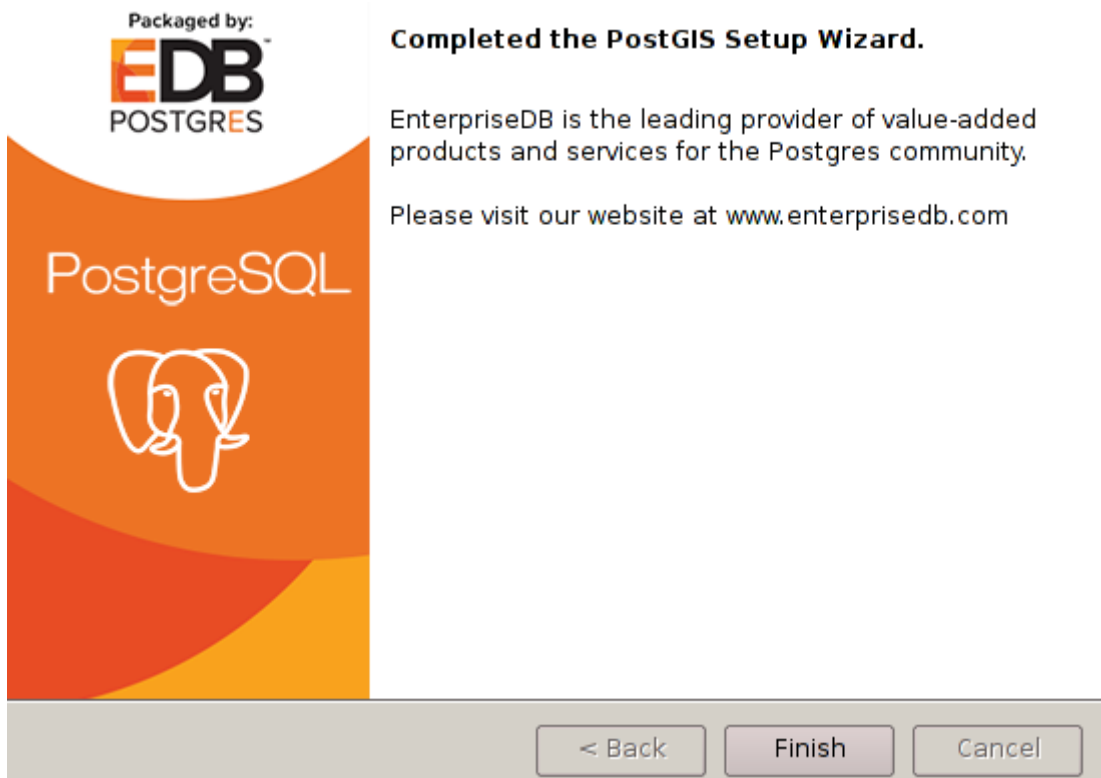 Packaged by:
EDB™
POSTGRES
PostgreSQL
Completed the PostGIS Setup Wizard.
EnterpriseDB is the leading provider of value-added
products and services for the Postgres community.
Please visit our website at www.enterprisedb.com
< Back
Finish
Cancel